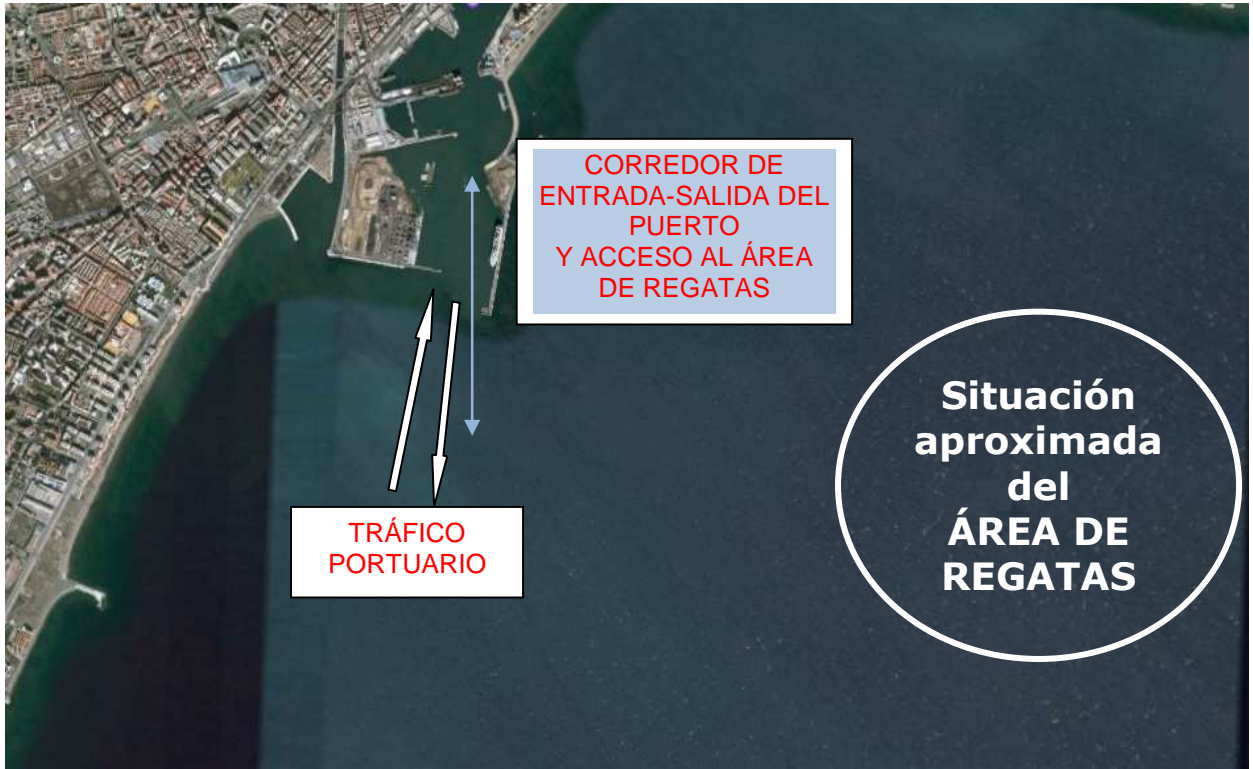 CORREDOR DE
ENTRADA-SALIDA DEL
PUERTO
Y ACCESO AL ÁREA
DE REGATAS
TRÁFICO
PORTUARIO
Situación
aproximada
del
ÁREA DE
REGATAS